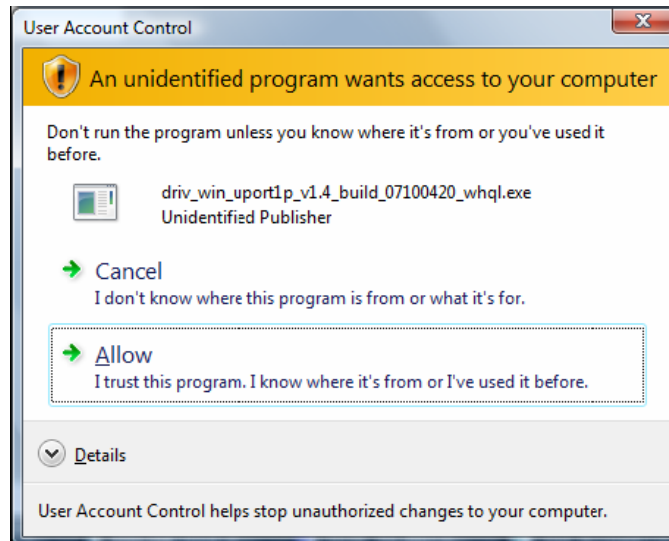 User Account Control
An unidentified program wants access to your computer
Don't run the program unless you know where it's from or you've used it
before.
driv_win_uport1p_v1.4_build_07100420_whql.exe
Unidentified Publisher
Cancel
I don't know where this program is from or what it's for.
Allow
I trust this program. I know where it's from or I've used it before.
Details
User Account Control helps stop unauthorized changes to your computer.